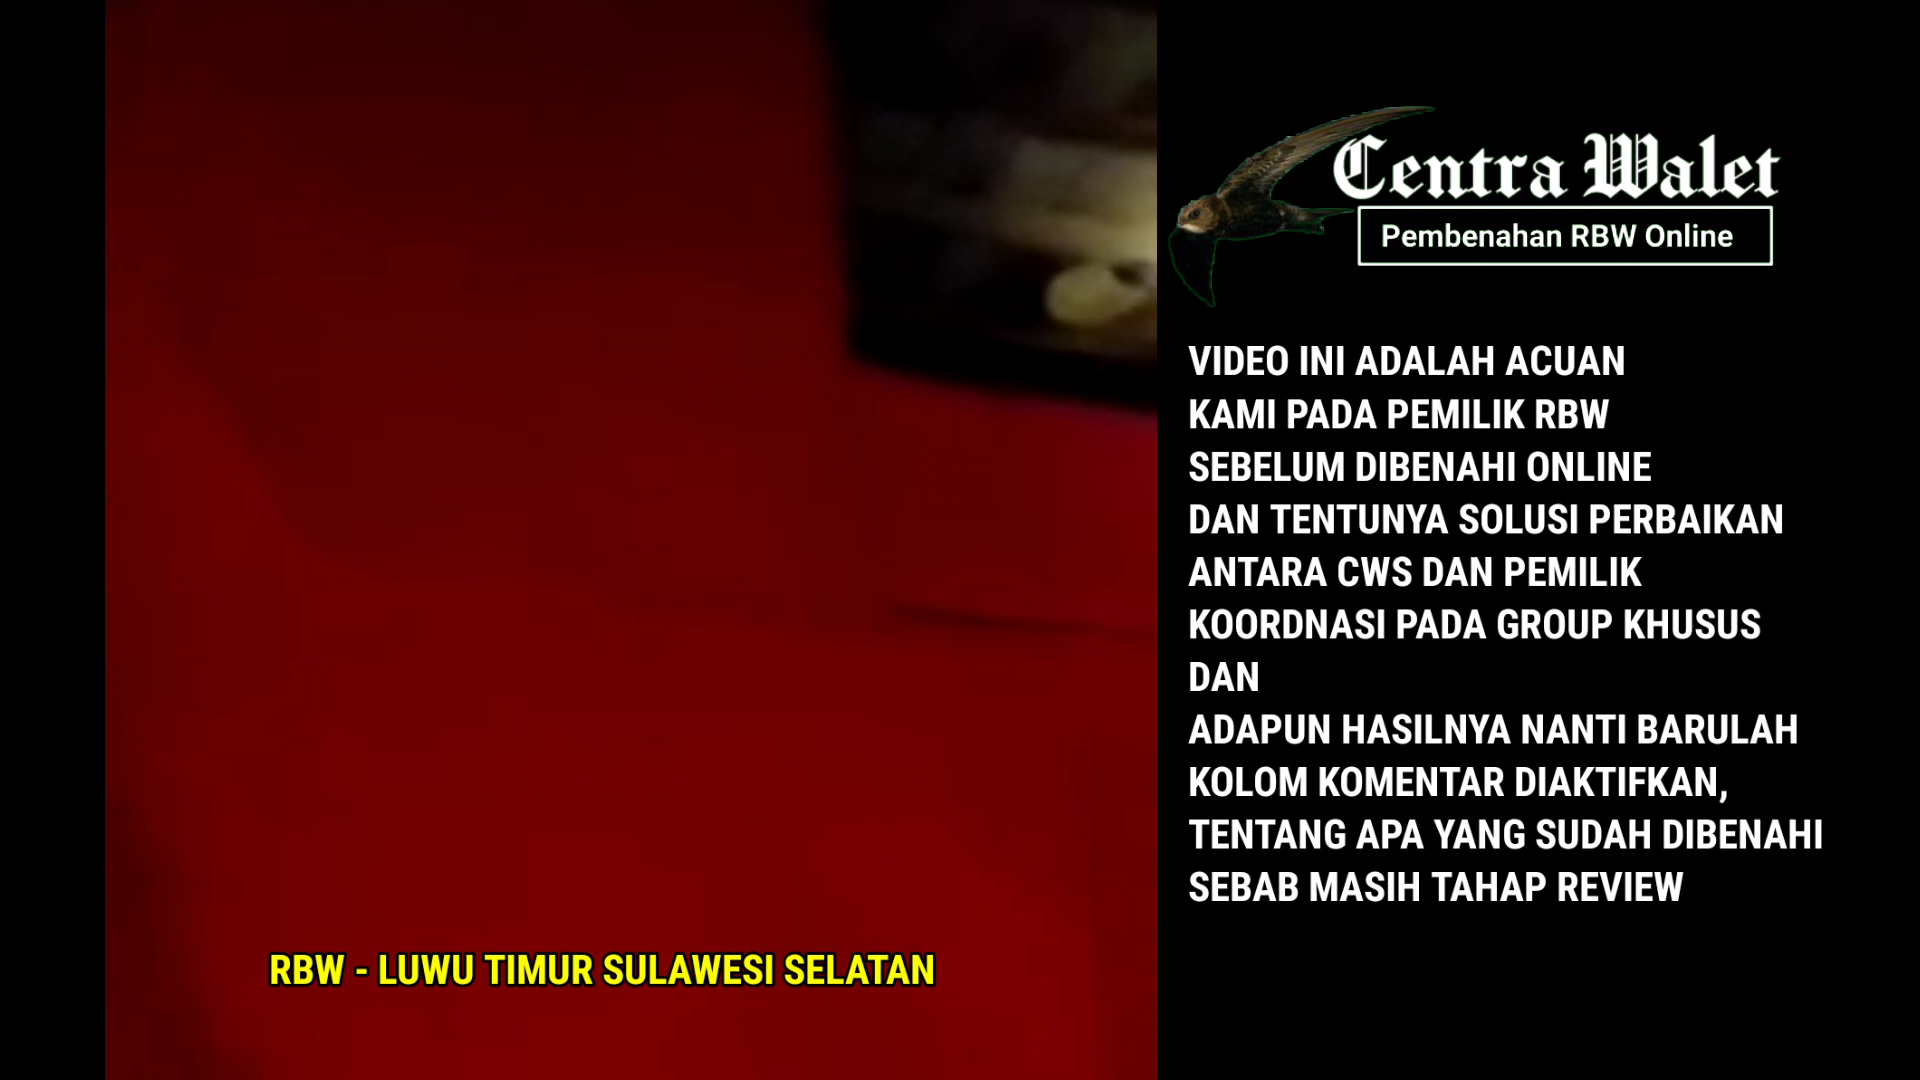 Centra Walet
Pembenahan RBW Online
VIDEO INI ADALAH ACUAN
KAMI PADA PEMILIK RBW
SEBELUM DIBENAHI ONLINE
DAN TENTUNYA SOLUSI PERBAIKAN
ANTARA CWS DAN PEMILIK
KOORDNASI PADA GROUP KHUSUS
DAN
ADAPUN HASILNYA NANTI BARULAH
KOLOM KOMENTAR DIAKTIFKAN,
TENTANG APA YANG SUDAH DIBENAHI
SEBAB MASIH TAHAP REVIEW
RBW - LUWU TIMUR SULAWESI SELATAN